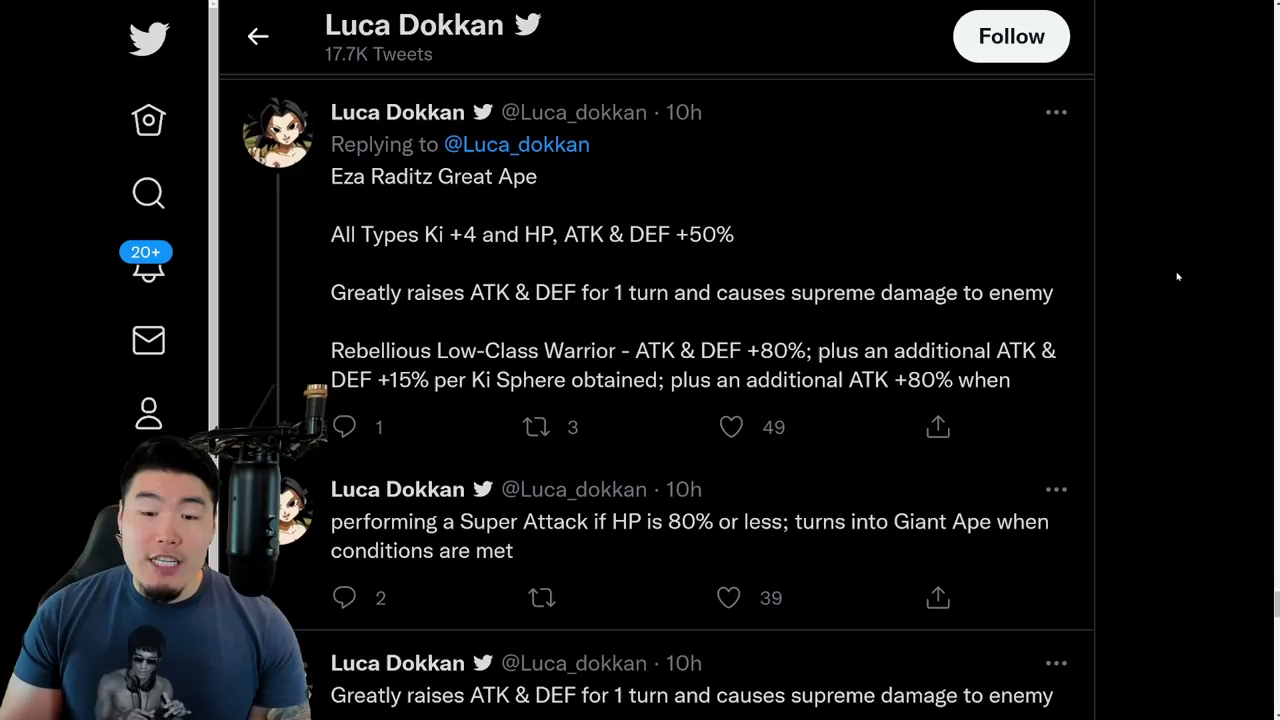 Luca Dokkan
17.7K Tweets
Follow
Luca Dokkan @Luca_dokkan · 10h
Replying to @Luca_dokkan
Eza Raditz Great Ape
All Types Ki +4 and HP, ATK & DEF +50%
20+
Greatly raises ATK & DEF for 1 turn and causes supreme damage to enemy
Rebellious Low-Class Warrior - ATK & DEF +80%; plus an additional ATK &
DEF +15% per Ki Sphere obtained; plus an additional ATK +80% when
1 3 49
Luca Dokkan @Luca_dokkan · 10h
performing a Super Attack if HP is 80% or less; turns into Giant Ape when
conditions are met
2 39
Luca Dokkan @Luca_dokkan · 10h
Greatly raises ATK & DEF for 1 turn and causes supreme damage to enemy